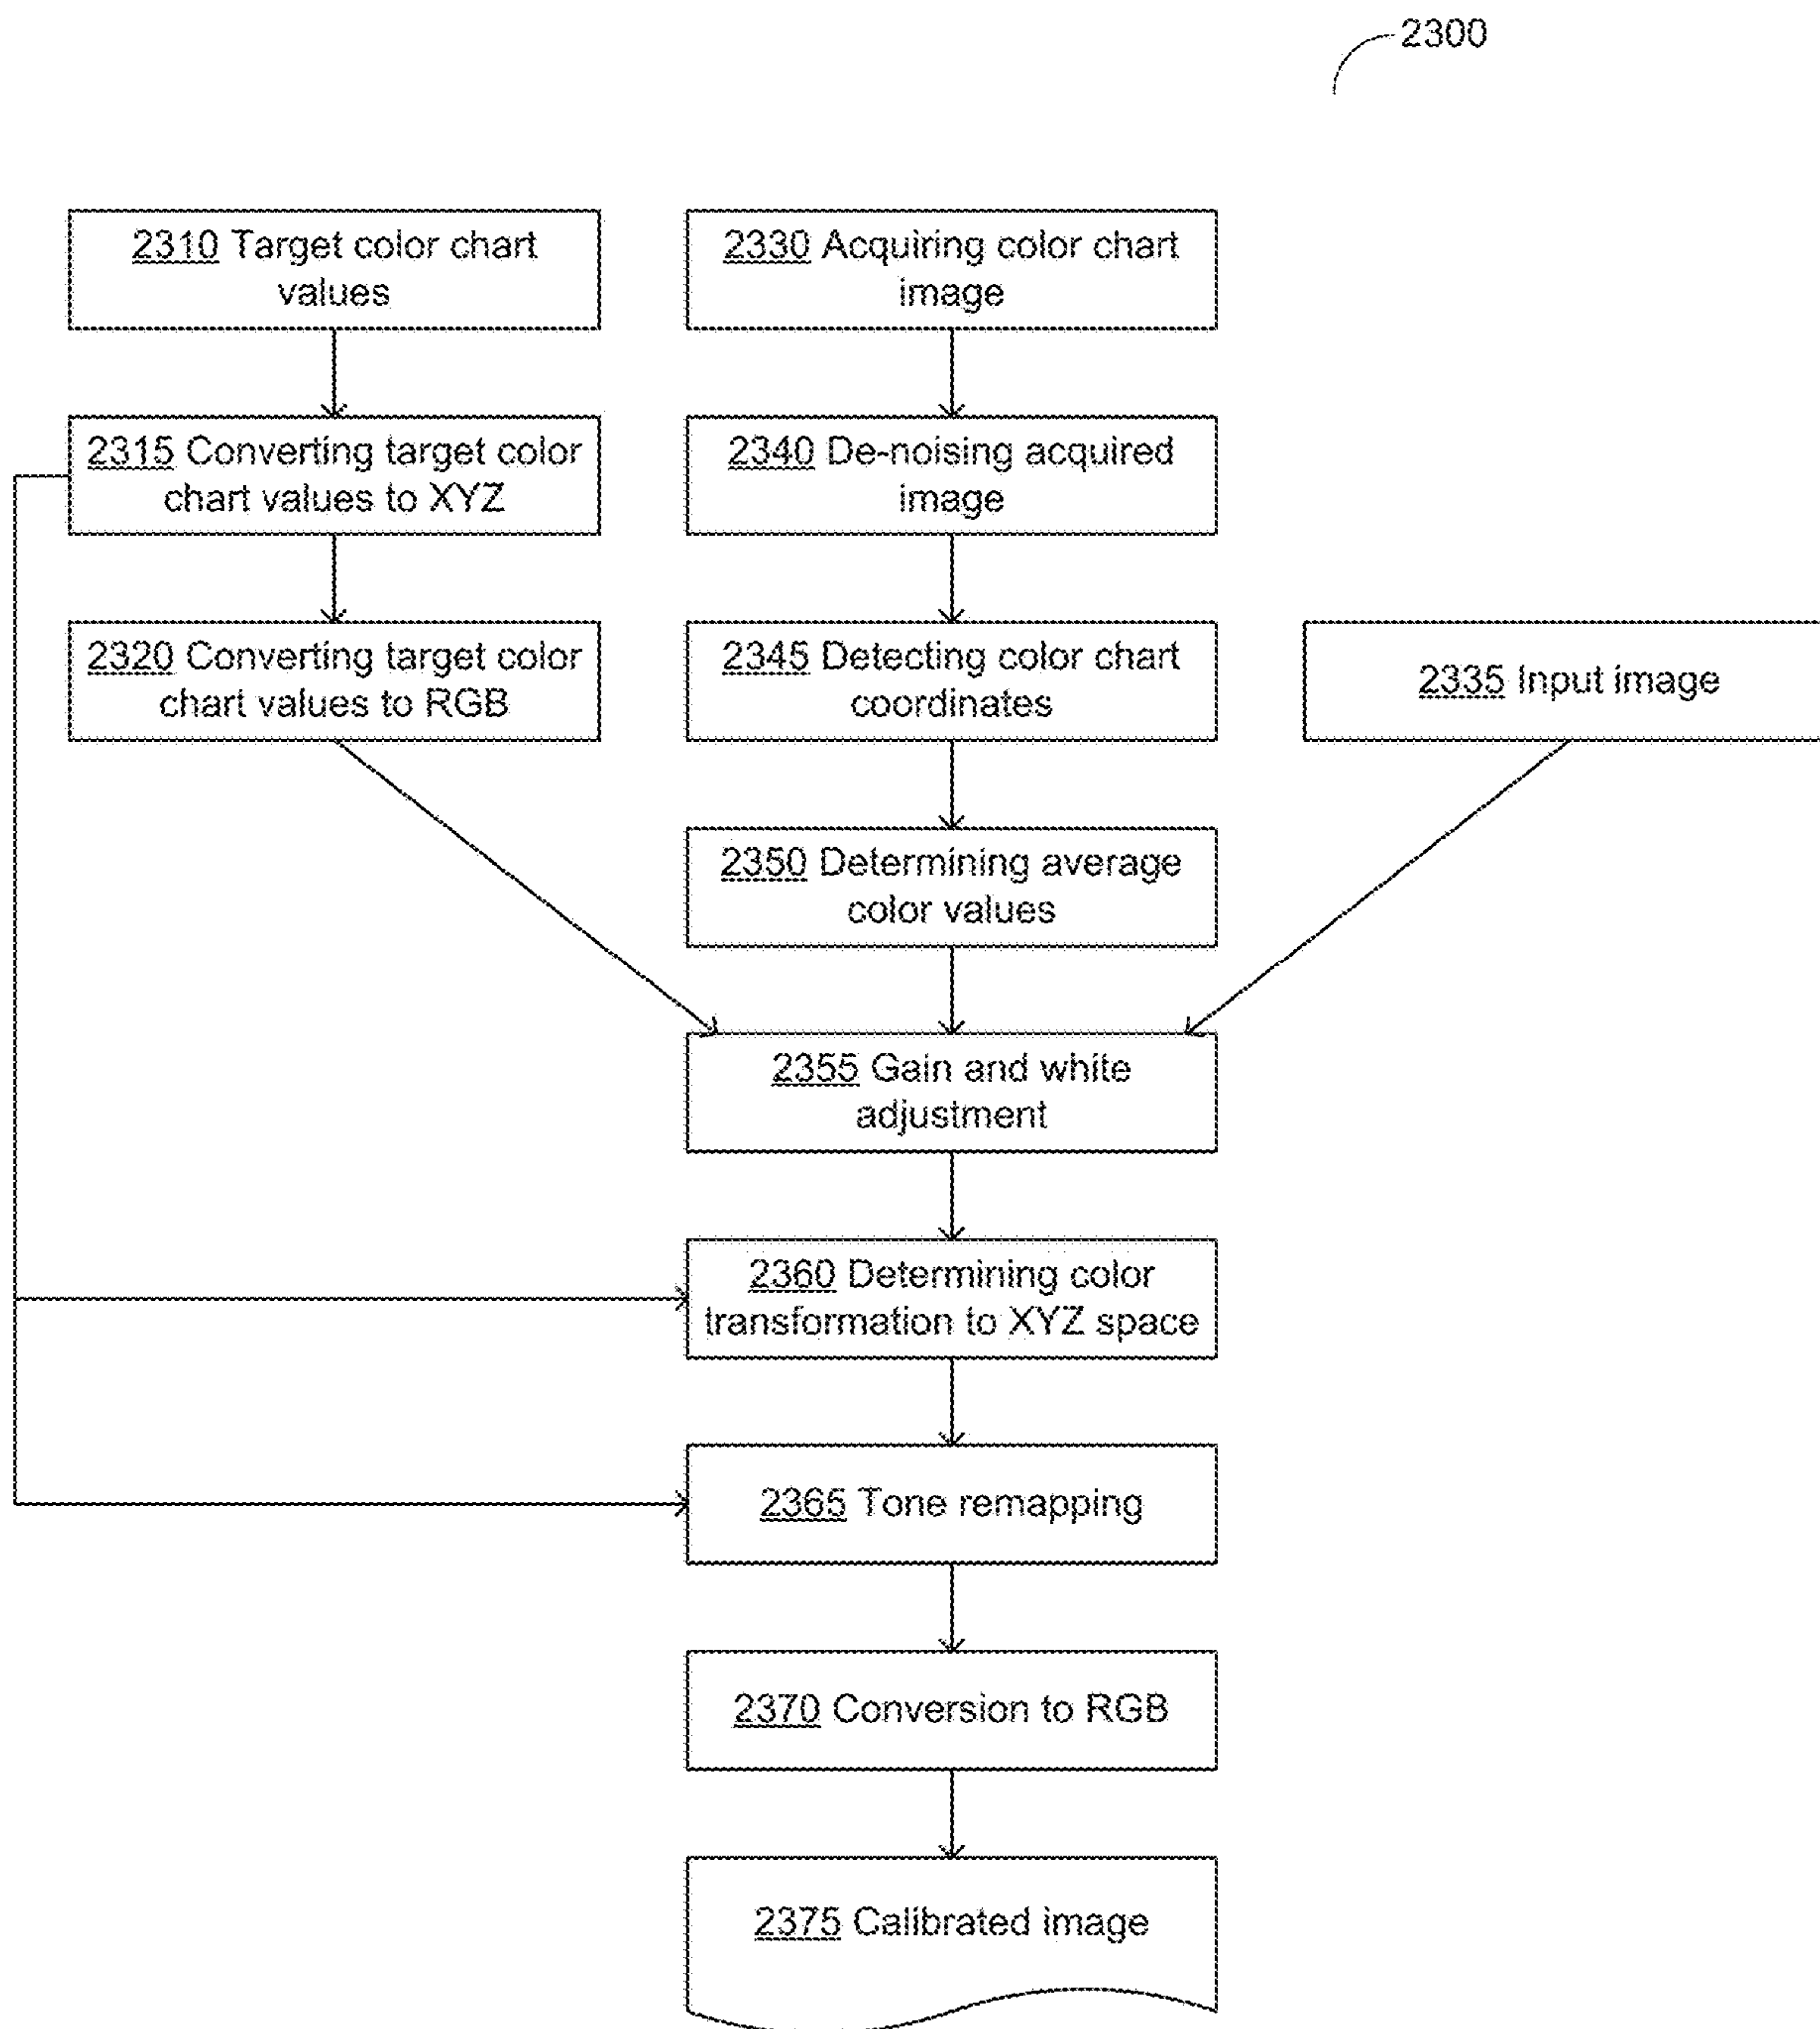 2300
2310 Target color chart
values
2330 Acquiring color chart
image
2315 Converting target color
chart values to XYZ
2340 De-noising acquired
image
2320 Converting target color
chart values to RGB
2345 Detecting color chart
coordinates
2335 Input image
2350 Determining average
color values
2355 Gain and white
adjustment
2360 Determining color
transformation to XYZ space
2365 Tone remapping
2370 Conversion to RGB
2375 Calibrated image